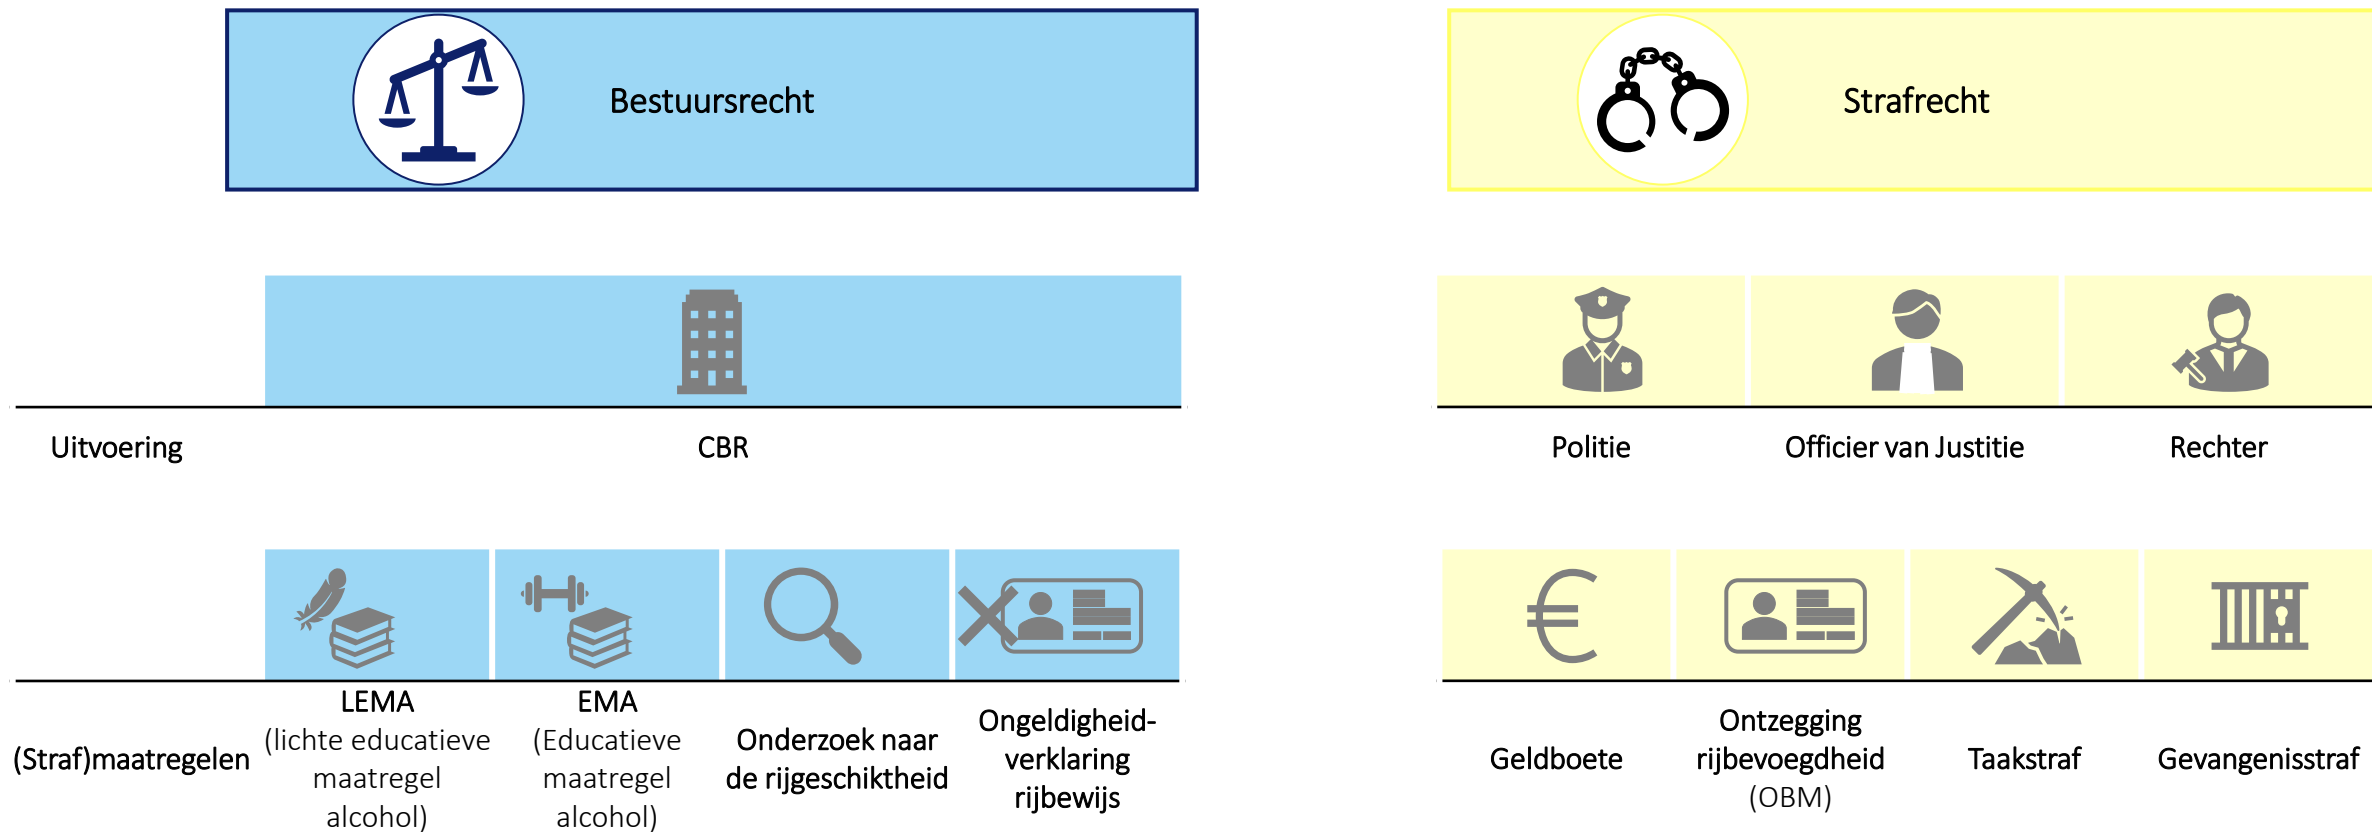 Bestuursrecht
Strafrecht
Uitvoering
CBR
Politie
Officier van Justitie
Rechter
(Straf)maatregelen
LEMA
(lichte educatieve
maatregel
alcohol)
EMA
(Educatieve
maatregel
alcohol)
Onderzoek naar
de rijgeschiktheid
Ongeldigheid-
verklaring
rijbewijs
Geldboete
Ontzegging
rijbevoegdheid
(OBM)
Taakstraf
Gevangenisstraf